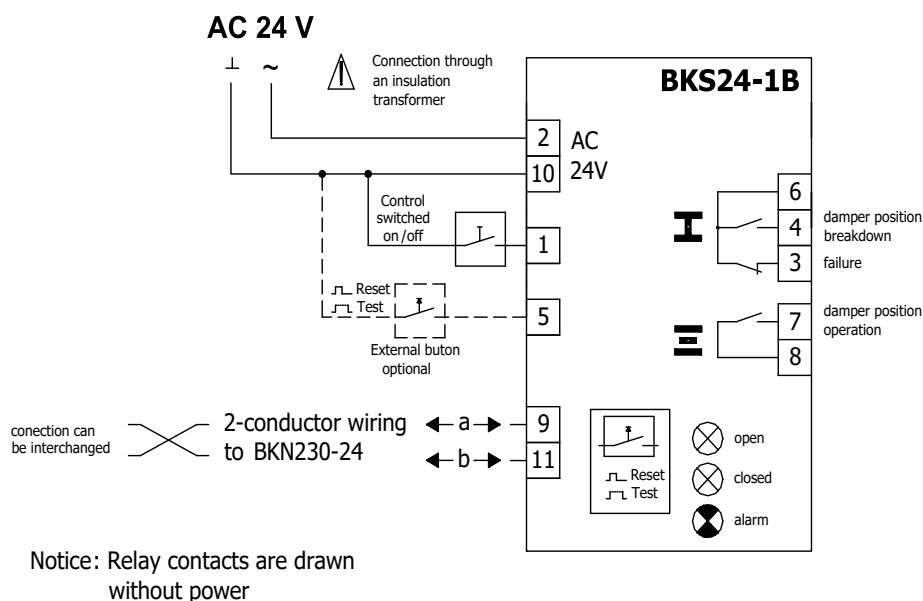 AC 24 V
⊥ ~
Connection through
an insulation
transformer
BKS24-1B
2
AC
10
24V
Control
switched
on/off
1
Reset
Test
5
External buton
optional
6
4
damper position
breakdown
3
failure
7
damper position
operation
8
conection can
be interchanged
2-conductor wiring
to BKN230-24
a
b
9
11
Reset
Test
open
closed
alarm
Notice: Relay contacts are drawn
without power